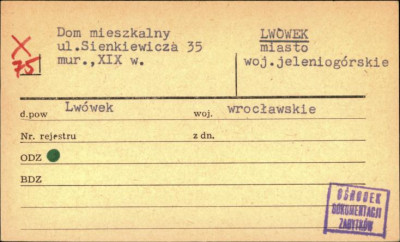 X
75
Dom mieszkalny
ul.Sienkiewicza 35
mur.,XIX w.
LWÓWEK
miasto
woj.jeleniogórskie
d.pow Lwówek woj. wrocławskie
Nr. rejestru z dn.
ODZ
BDZ
OŚRODEK
DOKUMENTACJI
ZABYTKÓW